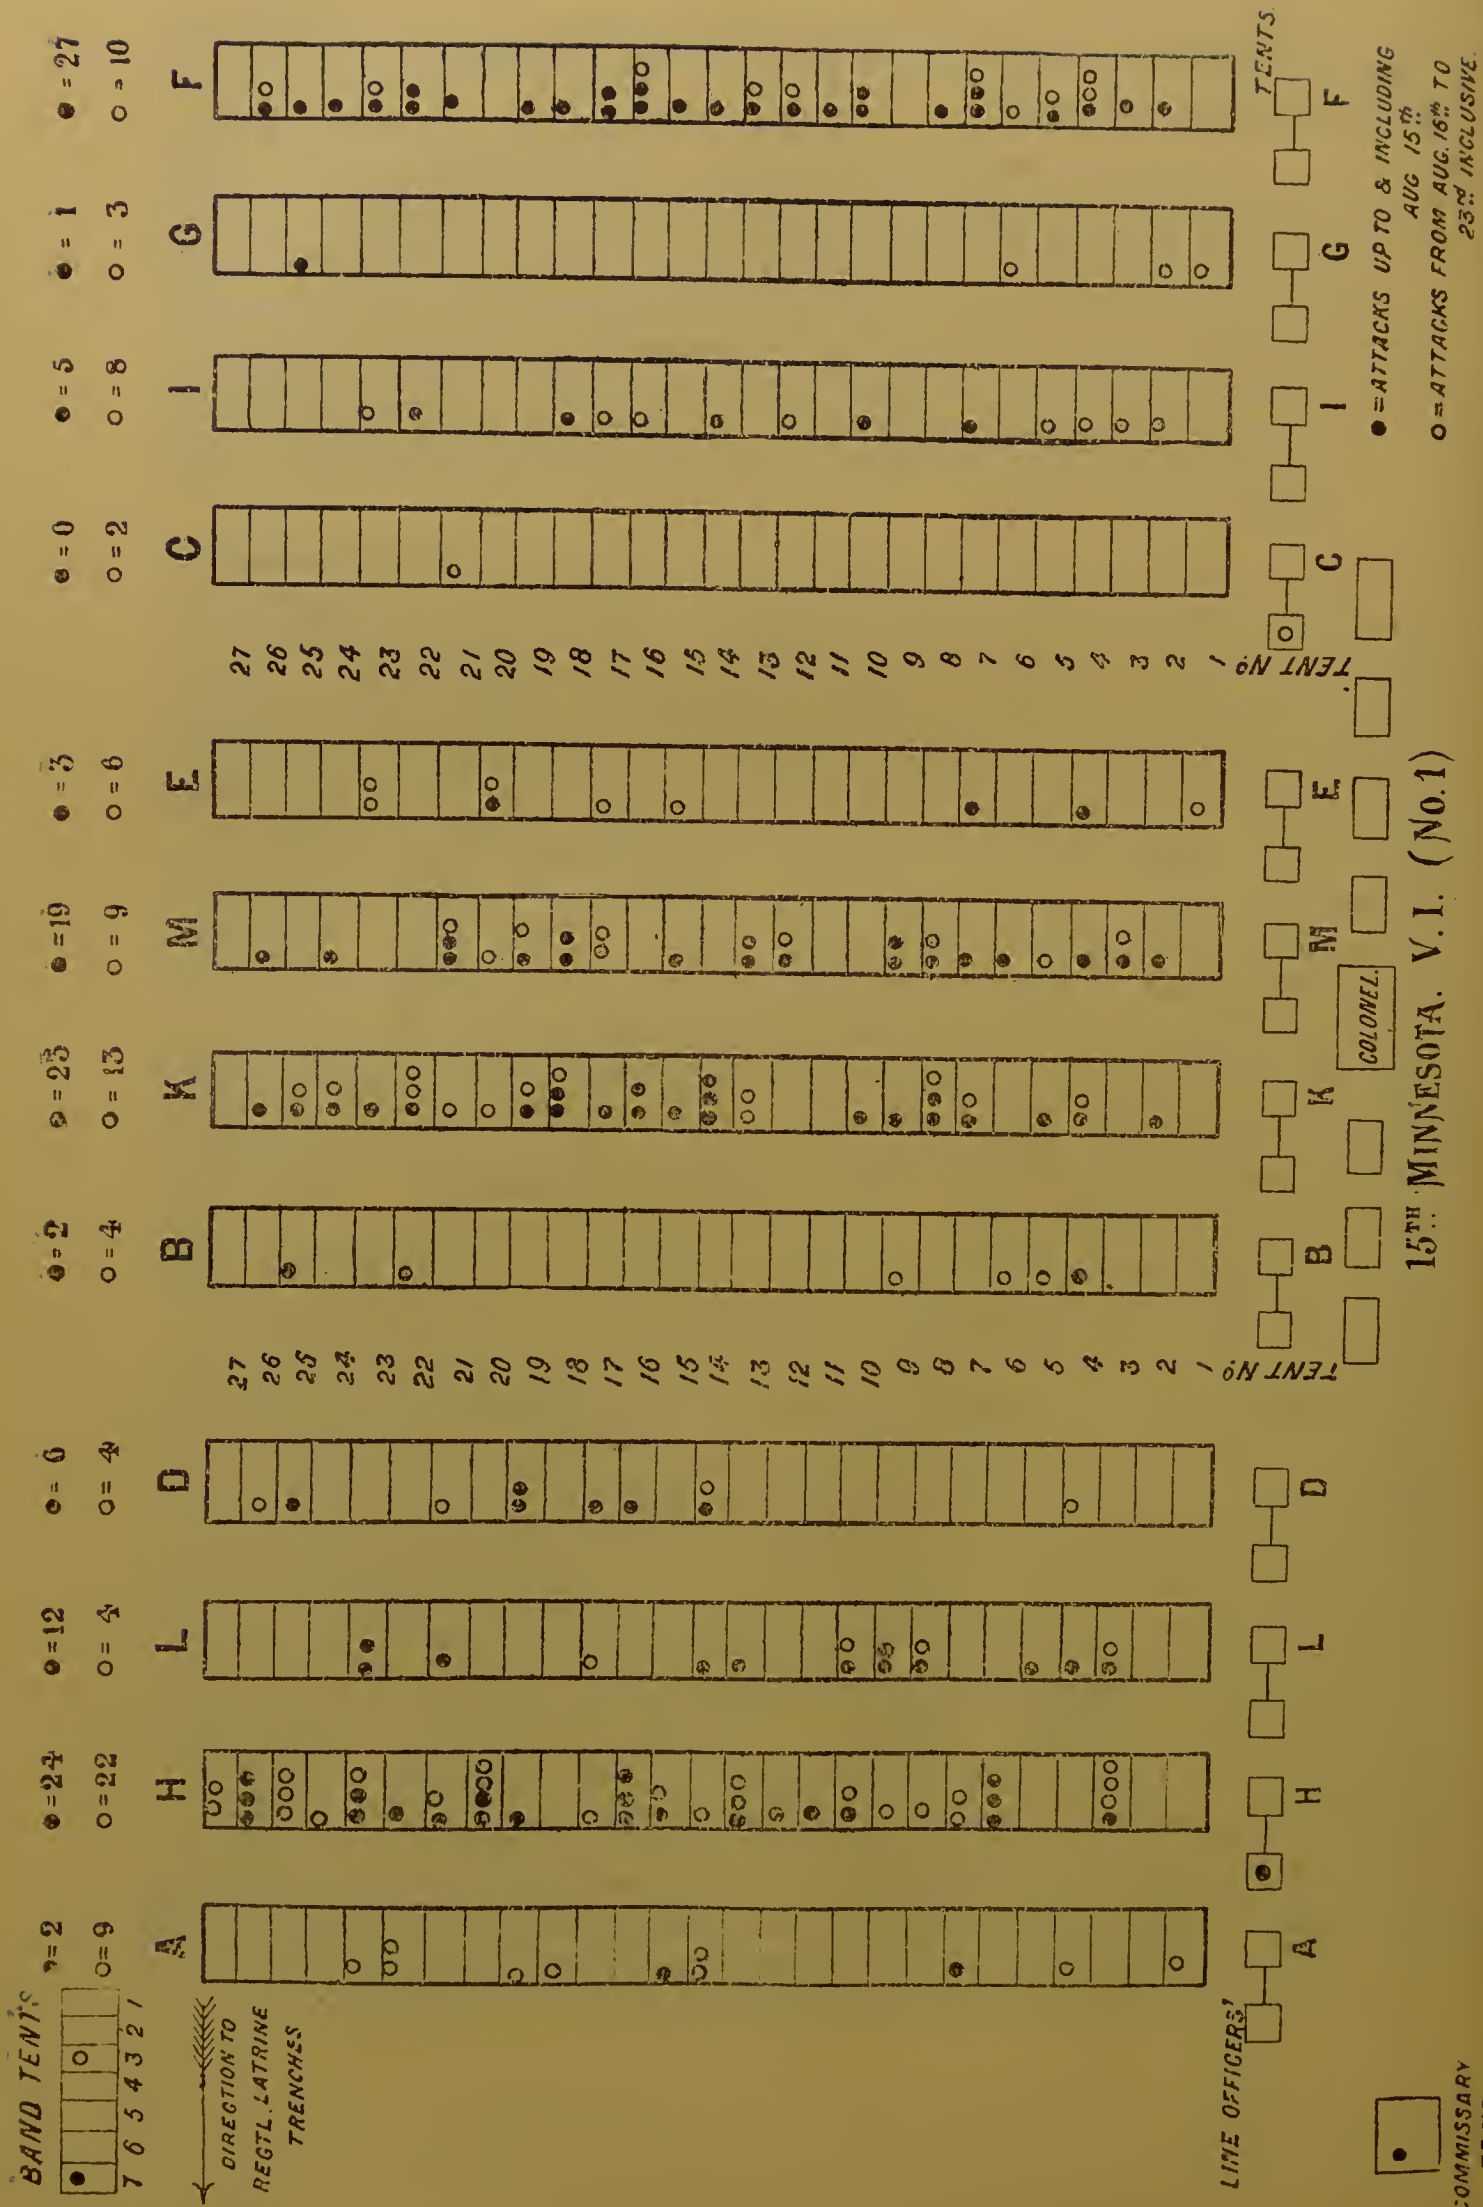 BAND TENTS
7 6 5 4 3 2 1
●=2 ●=24 ●=12 ●=6 ●=2 ●=25 ●=19 ●=3 ●=0 ●=5 ●=1 ●=27
○=9 ○=22 ○=4 ○=4 ○=4 ○=13 ○=9 ○=6 ○=2 ○=8 ○=3 ○=10
A H L D B K M E C I G F
DIRECTION TO
REGTL. LATRINE
TRENCHES
27 27
26 26
25 25
24 24
23 23
22 22
21 21
20 20
19 19
18 18
17 17
16 16
15 15
14 14
13 13
12 12
11 11
10 10
9 9
8 8
7 7
6 6
5 5
4 4
3 3
2 2
1 1
TENT Nº TENT Nº
LINE OFFICERS' TENTS.
A H L D B K M E C I G F
COLONEL.
●=ATTACKS UP TO & INCLUDING
AUG 15th
○=ATTACKS FROM AUG. 16th TO
23rd INCLUSIVE.
15TH MINNESOTA. V. I. (No. 1)
COMMISSARY